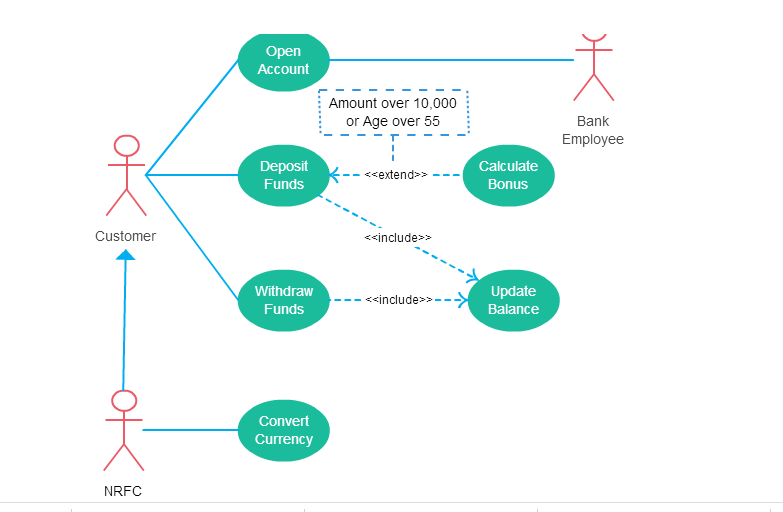 Open
Account
Amount over 10,000
or Age over 55
Bank
Employee
Deposit
Funds
<<extend>>
Calculate
Bonus
Customer
<<include>>
Withdraw
Funds
<<include>>
Update
Balance
Convert
Currency
NRFC